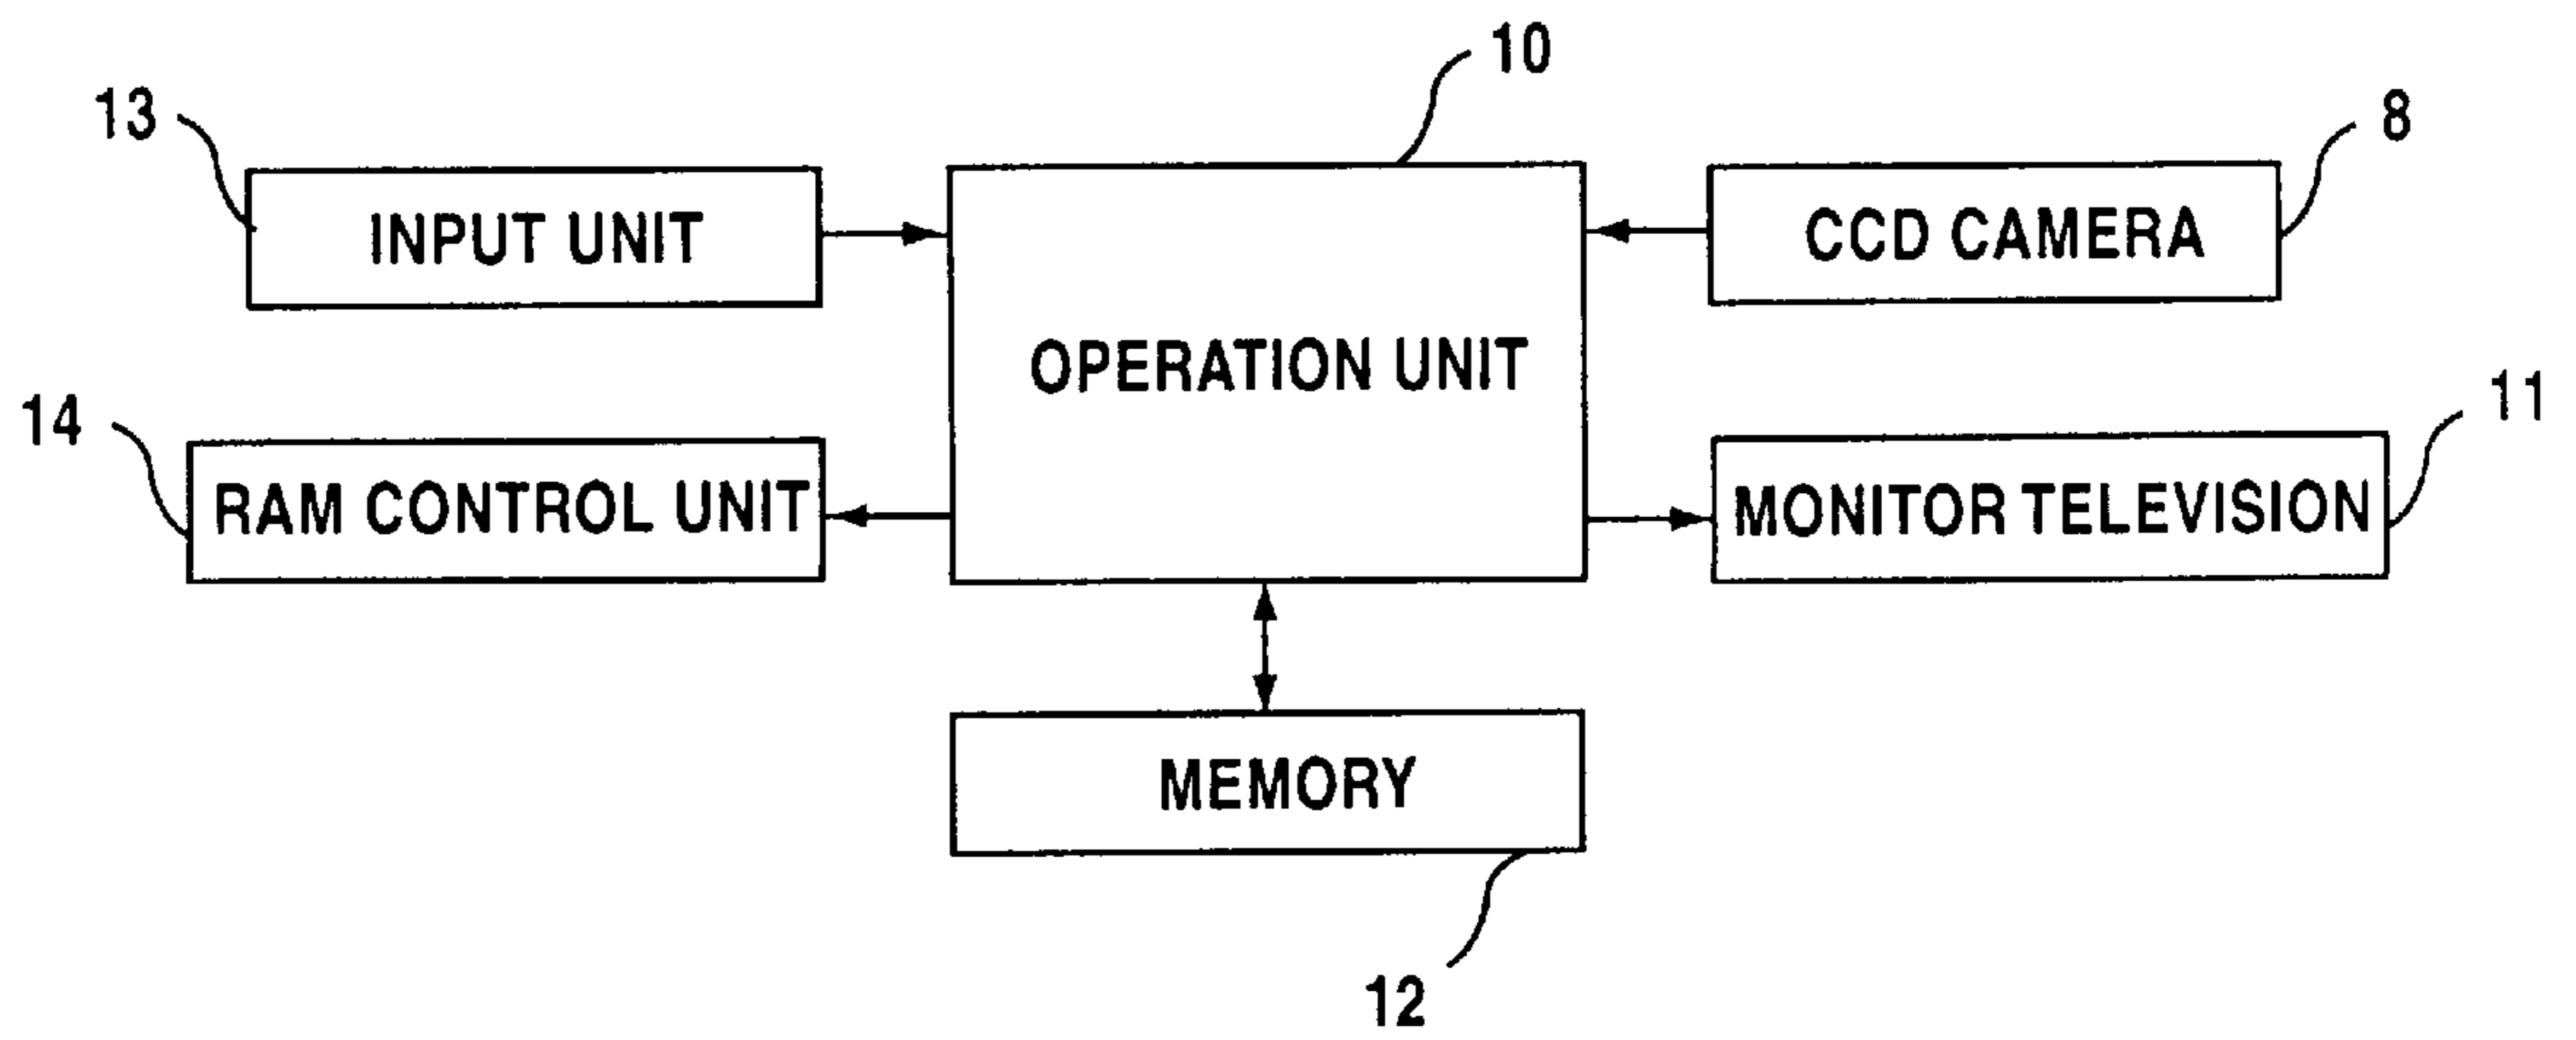 10
13
8
INPUT UNIT
CCD CAMERA
OPERATION UNIT
14
11
RAM CONTROL UNIT
MONITOR TELEVISION
MEMORY
12